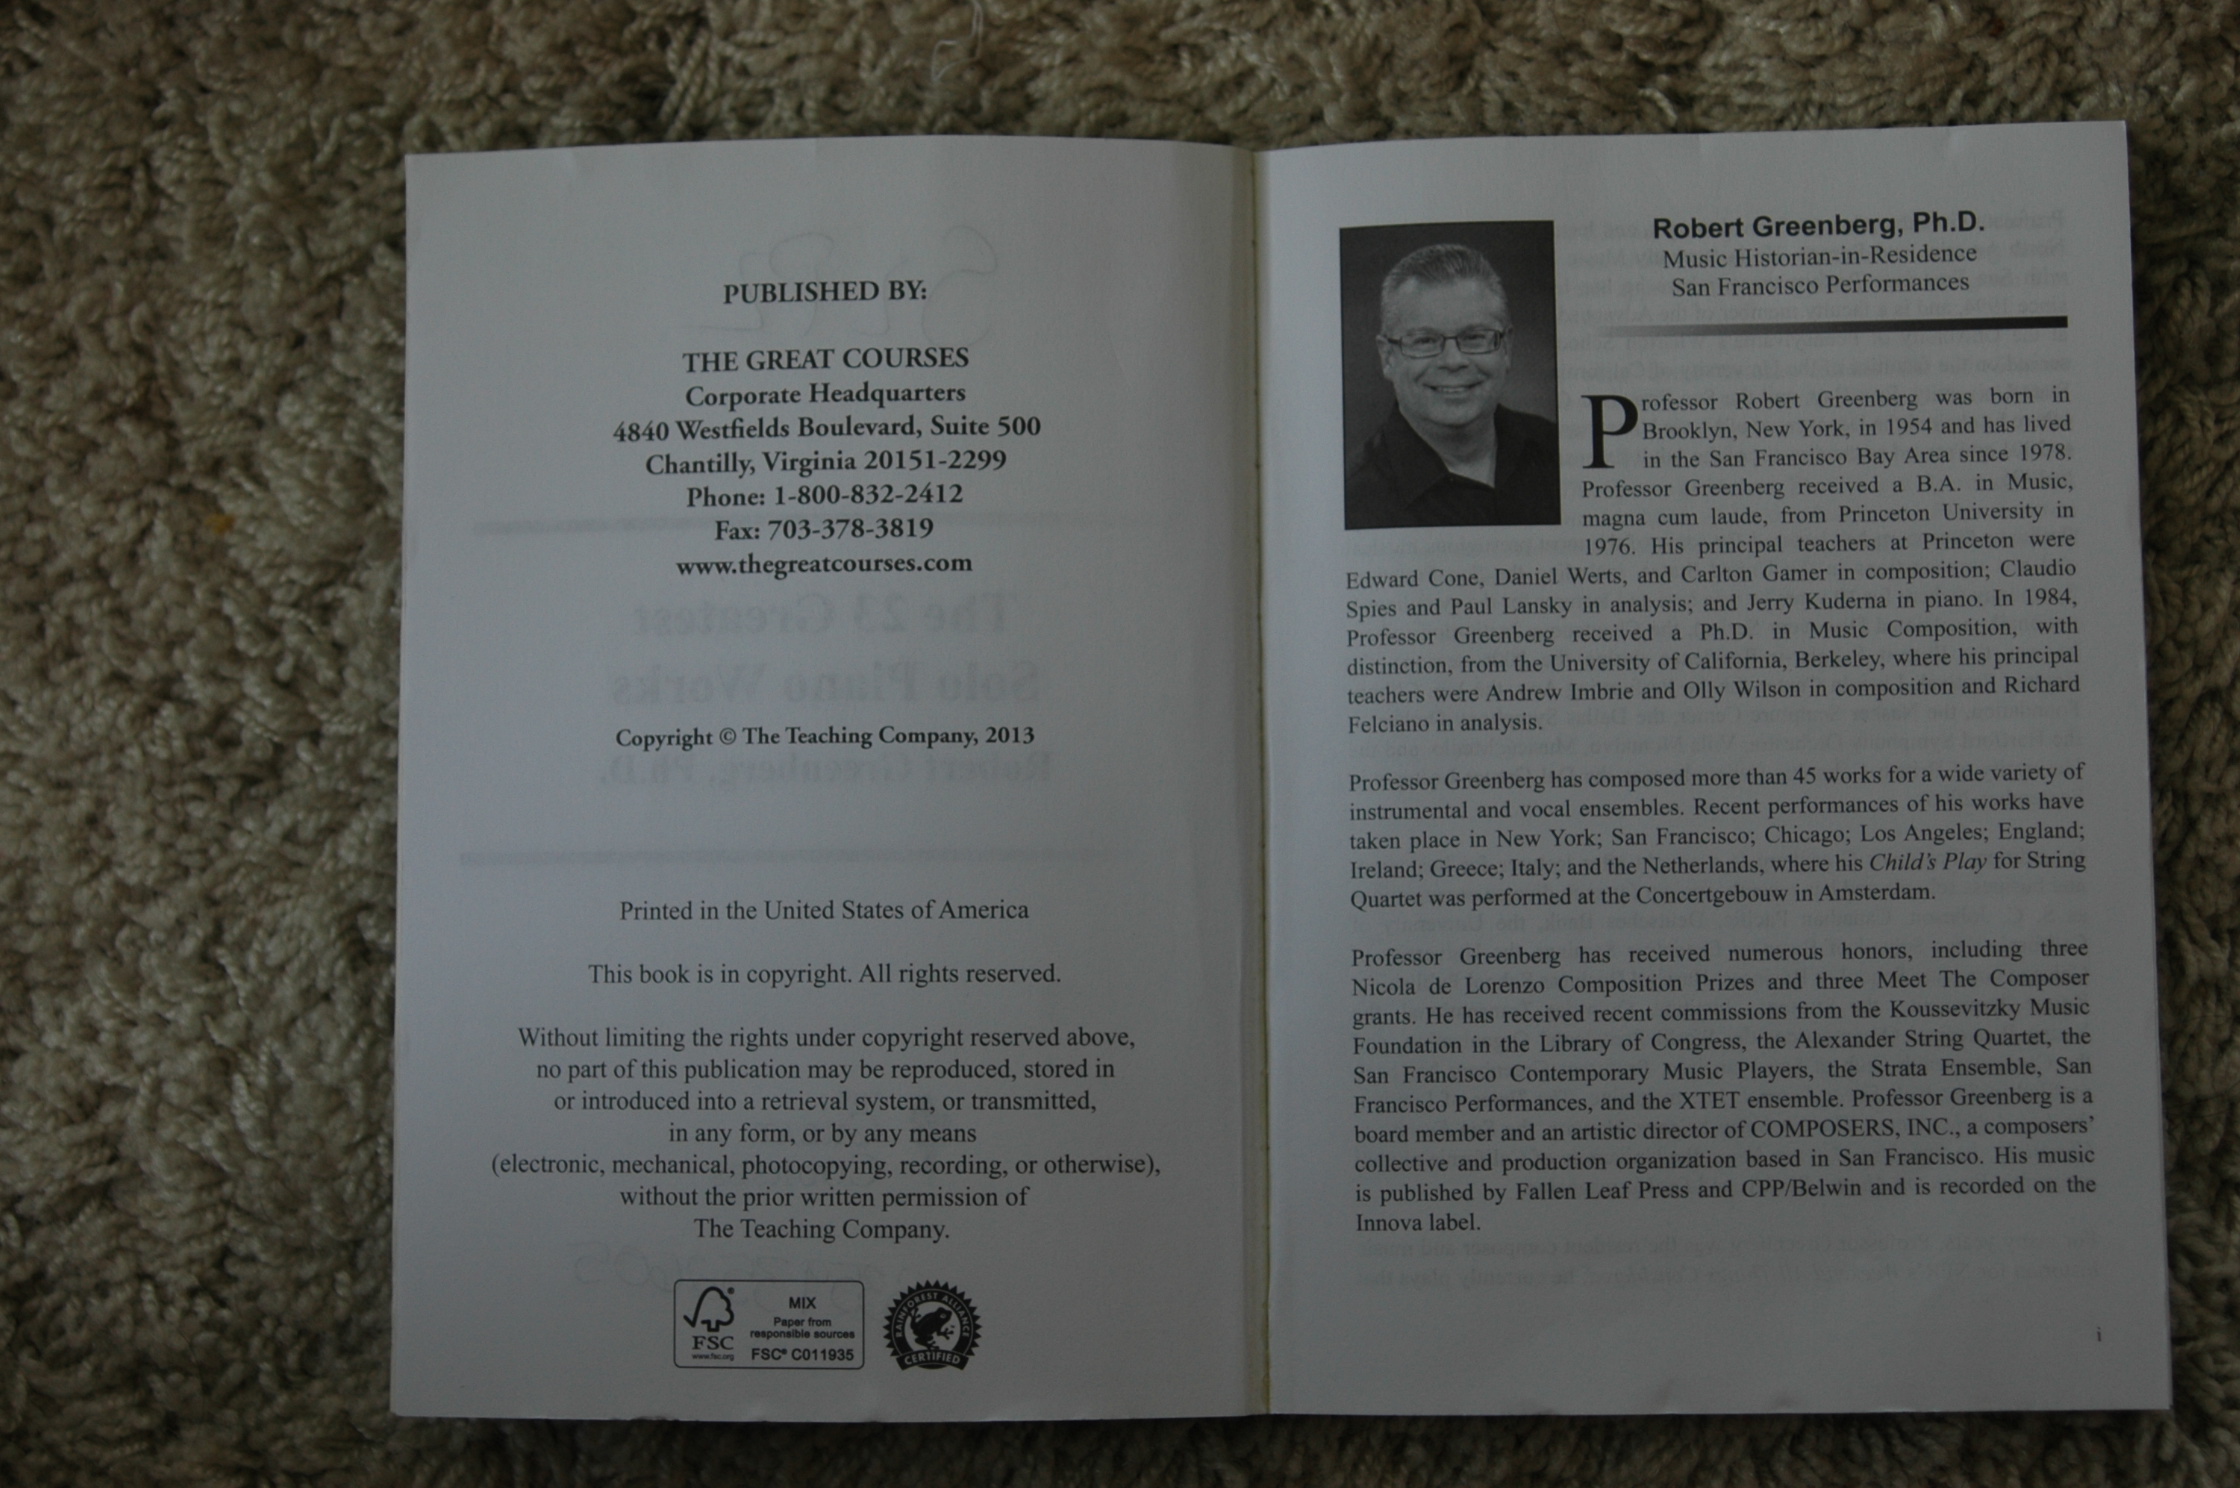 PUBLISHED BY:
THE GREAT COURSES
Corporate Headquarters
4840 Westfields Boulevard, Suite 500
Chantilly, Virginia 20151-2299
Phone: 1-800-832-2412
Fax: 703-378-3819
www.thegreatcourses.com
Copyright © The Teaching Company, 2013
Printed in the United States of America
This book is in copyright. All rights reserved.
Without limiting the rights under copyright reserved above,
no part of this publication may be reproduced, stored in
or introduced into a retrieval system, or transmitted,
in any form, or by any means
(electronic, mechanical, photocopying, recording, or otherwise),
without the prior written permission of
The Teaching Company.
FSC
www.fsc.org
MIX
Paper from
responsible sources
FSC® C011935
RAINFOREST ALLIANCE
CERTIFIED
Robert Greenberg, Ph.D.
Music Historian-in-Residence
San Francisco Performances
Professor Robert Greenberg was born in
Brooklyn, New York, in 1954 and has lived
in the San Francisco Bay Area since 1978.
Professor Greenberg received a B.A. in Music,
magna cum laude, from Princeton University in
1976. His principal teachers at Princeton were
Edward Cone, Daniel Werts, and Carlton Gamer in composition; Claudio
Spies and Paul Lansky in analysis; and Jerry Kuderna in piano. In 1984,
Professor Greenberg received a Ph.D. in Music Composition, with
distinction, from the University of California, Berkeley, where his principal
teachers were Andrew Imbrie and Olly Wilson in composition and Richard
Felciano in analysis.
Professor Greenberg has composed more than 45 works for a wide variety of
instrumental and vocal ensembles. Recent performances of his works have
taken place in New York; San Francisco; Chicago; Los Angeles; England;
Ireland; Greece; Italy; and the Netherlands, where his Child's Play for String
Quartet was performed at the Concertgebouw in Amsterdam.
Professor Greenberg has received numerous honors, including three
Nicola de Lorenzo Composition Prizes and three Meet The Composer
grants. He has received recent commissions from the Koussevitzky Music
Foundation in the Library of Congress, the Alexander String Quartet, the
San Francisco Contemporary Music Players, the Strata Ensemble, San
Francisco Performances, and the XTET ensemble. Professor Greenberg is a
board member and an artistic director of COMPOSERS, INC., a composers'
collective and production organization based in San Francisco. His music
is published by Fallen Leaf Press and CPP/Belwin and is recorded on the
Innova label.
i